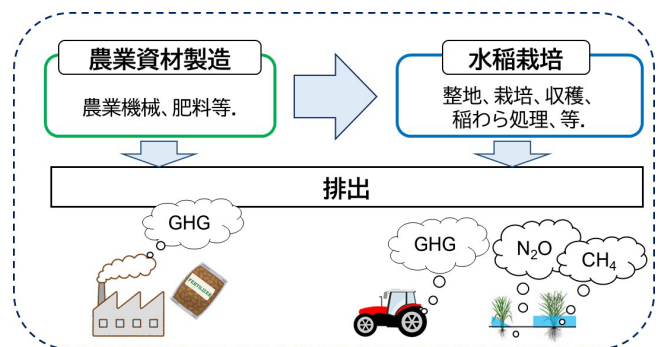 農業資材製造
農業機械、肥料等.
水稲栽培
整地、栽培、収穫、
稲わら処理、等.
排出
GHG
FERTILIZER
GHG
N₂O
CH₄